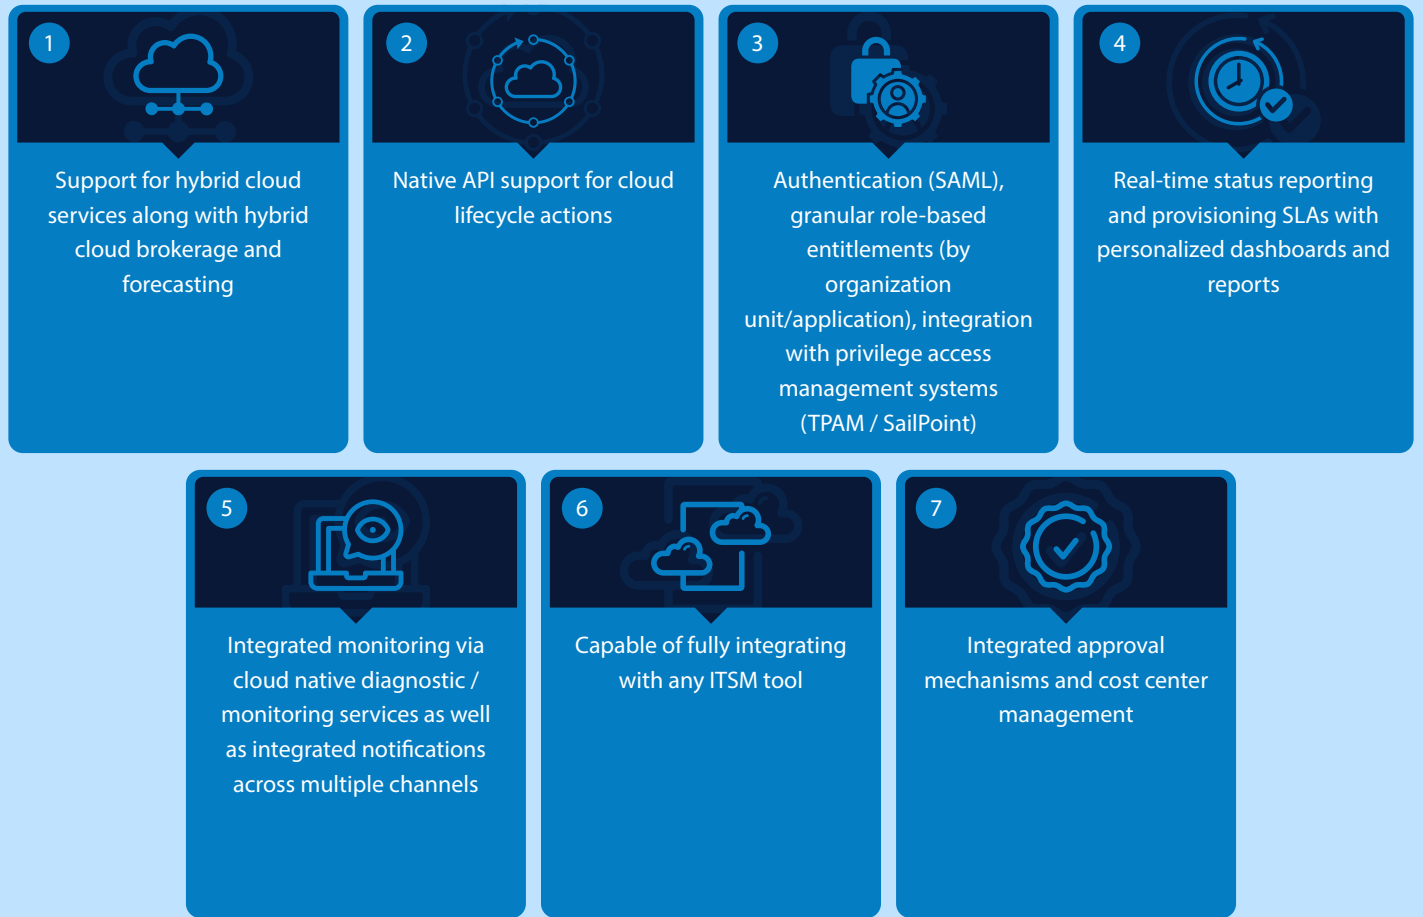 1
Support for hybrid cloud
services along with hybrid
cloud brokerage and
forecasting
2
Native API support for cloud
lifecycle actions
3
Authentication (SAML),
granular role-based
entitlements (by
organization
unit/application), integration
with privilege access
management systems
(TPAM / SailPoint)
4
Real-time status reporting
and provisioning SLAs with
personalized dashboards and
reports
5
Integrated monitoring via
cloud native diagnostic /
monitoring services as well
as integrated notifications
across multiple channels
6
Capable of fully integrating
with any ITSM tool
7
Integrated approval
mechanisms and cost center
management